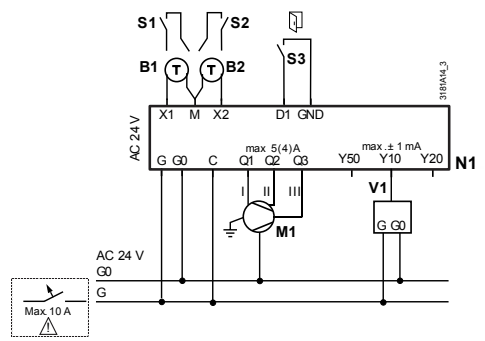 S1 S2
S3
B1 T T B2
3181A14_3
X1 M X2 D1 GND
AC 24 V
max 5(4)A max.± 1 mA
G G0 C Q1 Q2 Q3 Y50 Y10 Y20 N1
I II III V1
M1 G G0
AC 24 V
G0
G
Max. 10 A
!